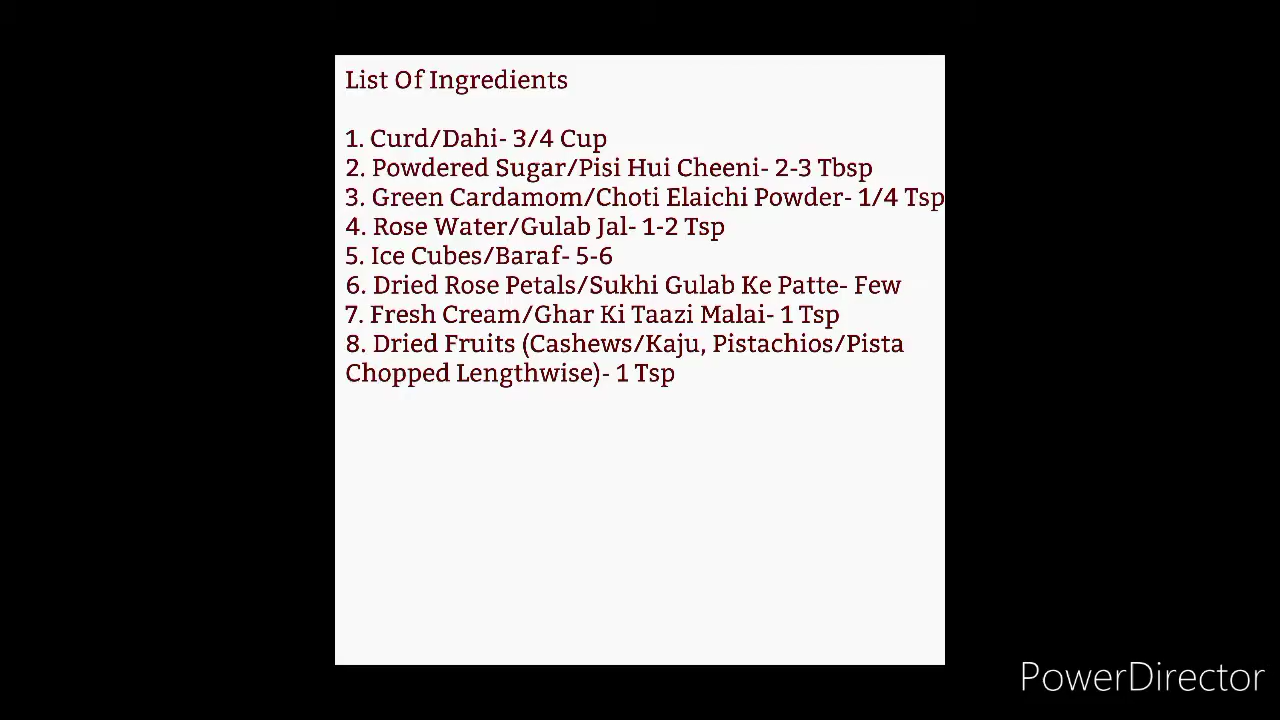 List Of Ingredients
1. Curd/Dahi- 3/4 Cup
2. Powdered Sugar/Pisi Hui Cheeni- 2-3 Tbsp
3. Green Cardamom/Choti Elaichi Powder- 1/4 Tsp
4. Rose Water/Gulab Jal- 1-2 Tsp
5. Ice Cubes/Baraf- 5-6
6. Dried Rose Petals/Sukhi Gulab Ke Patte- Few
7. Fresh Cream/Ghar Ki Taazi Malai- 1 Tsp
8. Dried Fruits (Cashews/Kaju, Pistachios/Pista
Chopped Lengthwise)- 1 Tsp
PowerDirector